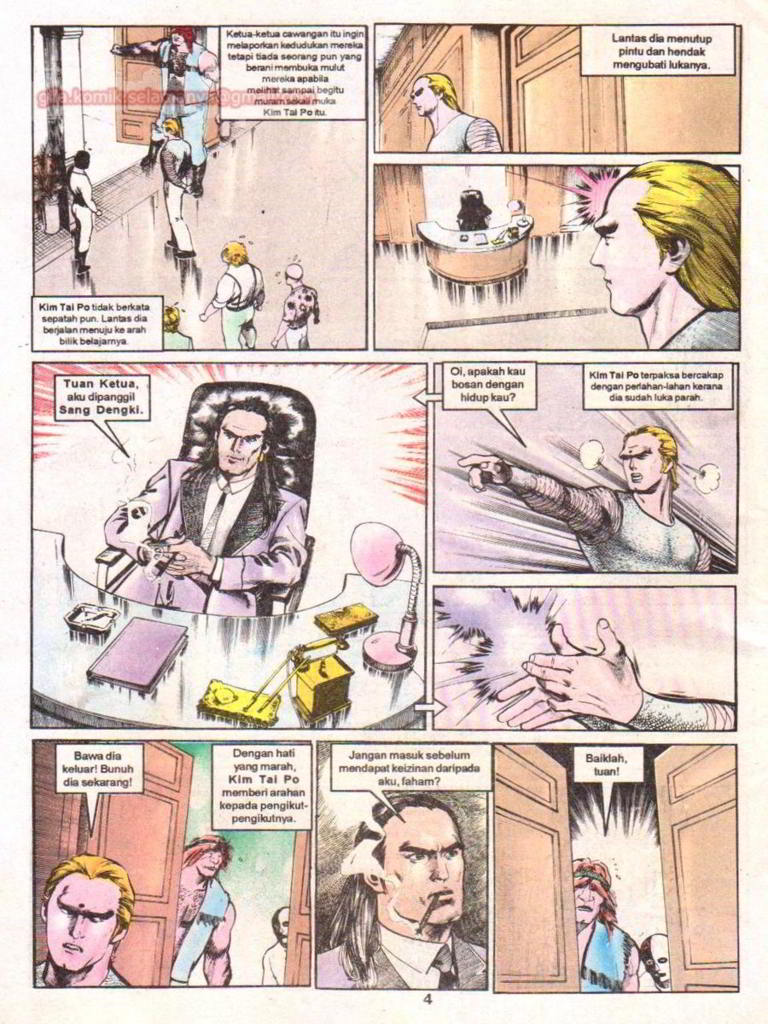 Ketua-ketua cawangan itu ingin
melaporkan kedudukan mereka
tetapi tiada seorang pun yang
berani membuka mulut
mereka apabila
melihat sampai begitu
muram sekali muka
Kim Tai Po itu.
Lantas dia menutup
pintu dan hendak
mengubati lukanya.
Kim Tai Po tidak berkata
sepatah pun. Lantas dia
berjalan menuju ke arah
bilik belajarnya.
Tuan Ketua,
aku dipanggil
Sang Dengki.
Oi, apakah kau
bosan dengan
hidup kau?
Kim Tai Po terpaksa bercakap
dengan perlahan-lahan kerana
dia sudah luka parah.
Bawa dia
keluar! Bunuh
dia sekarang!
Dengan hati
yang marah,
Kim Tai Po
memberi arahan
kepada pengikut-
pengikutnya.
Jangan masuk sebelum
mendapat keizinan daripada
aku, faham?
Baiklah,
tuan!
4